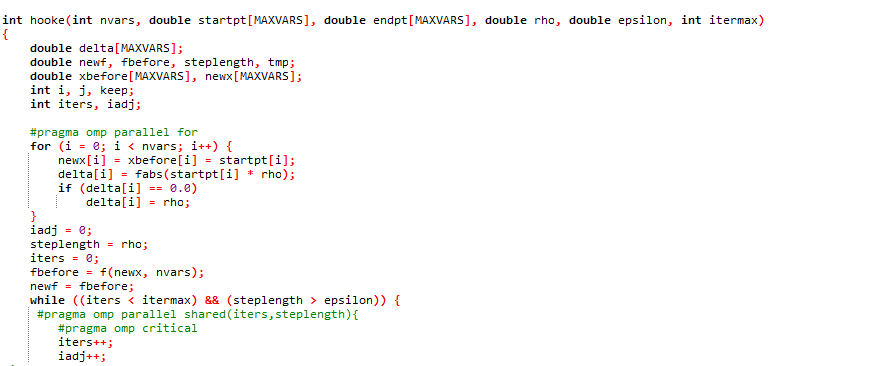 int hooke(int nvars, double startpt[MAXVARS], double endpt[MAXVARS], double rho, double epsilon, int itermax)
{
double delta[MAXVARS];
double newf, fbefore, steplength, tmp;
double xbefore[MAXVARS], newx[MAXVARS];
int i, j, keep;
int iters, iadj;
#pragma omp parallel for
for (i = 0; i < nvars; i++) {
newx[i] = xbefore[i] = startpt[i];
delta[i] = fabs(startpt[i] * rho);
if (delta[i] == 0.0)
delta[i] = rho;
}
iadj = 0;
steplength = rho;
iters = 0;
fbefore = f(newx, nvars);
newf = fbefore;
while ((iters < itermax) && (steplength > epsilon)) {
#pragma omp parallel shared(iters,steplength){
#pragma omp critical
iters++;
iadj++;